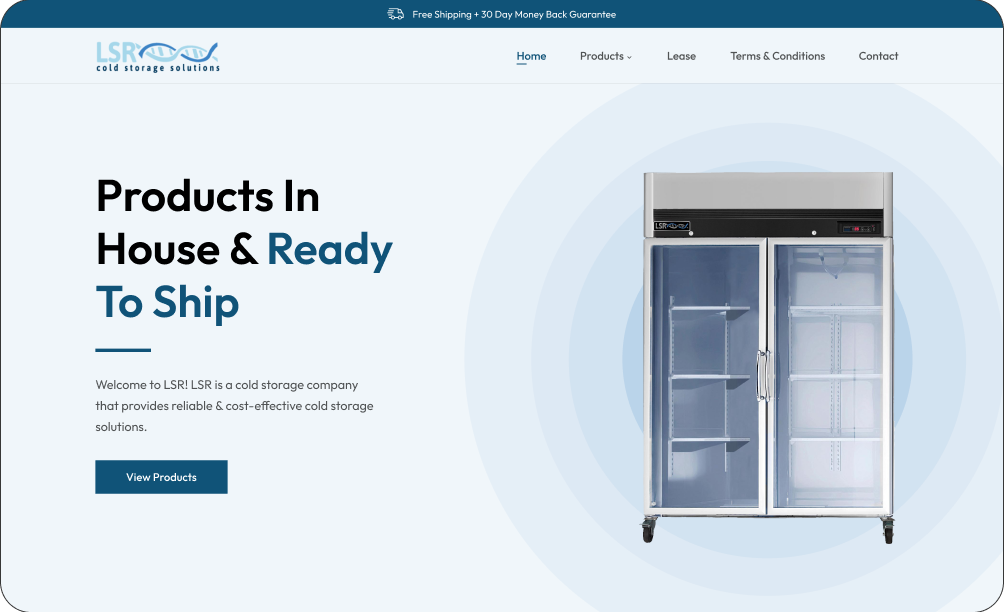 Free Shipping + 30 Day Money Back Guarantee
LSR
cold storage solutions
Home
Products
Lease
Terms & Conditions
Contact
Products In
House & Ready
To Ship
Welcome to LSR! LSR is a cold storage company
that provides reliable & cost-effective cold storage
solutions.
View Products
LSR